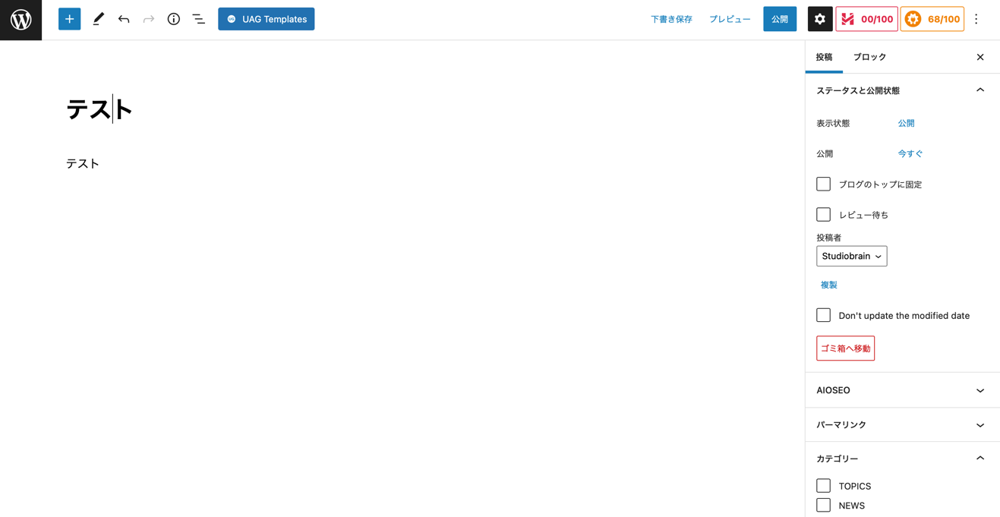 UAG Templates 下書き保存 プレビュー 公開 00/100 68/100
テスト
テスト
投稿 ブロック
ステータスと公開状態
表示状態 公開
公開 今すぐ
ブログのトップに固定
レビュー待ち
投稿者
Studiobrain
複製
Don't update the modified date
ゴミ箱へ移動
AIOSEO
パーマリンク
カテゴリー
TOPICS
NEWS